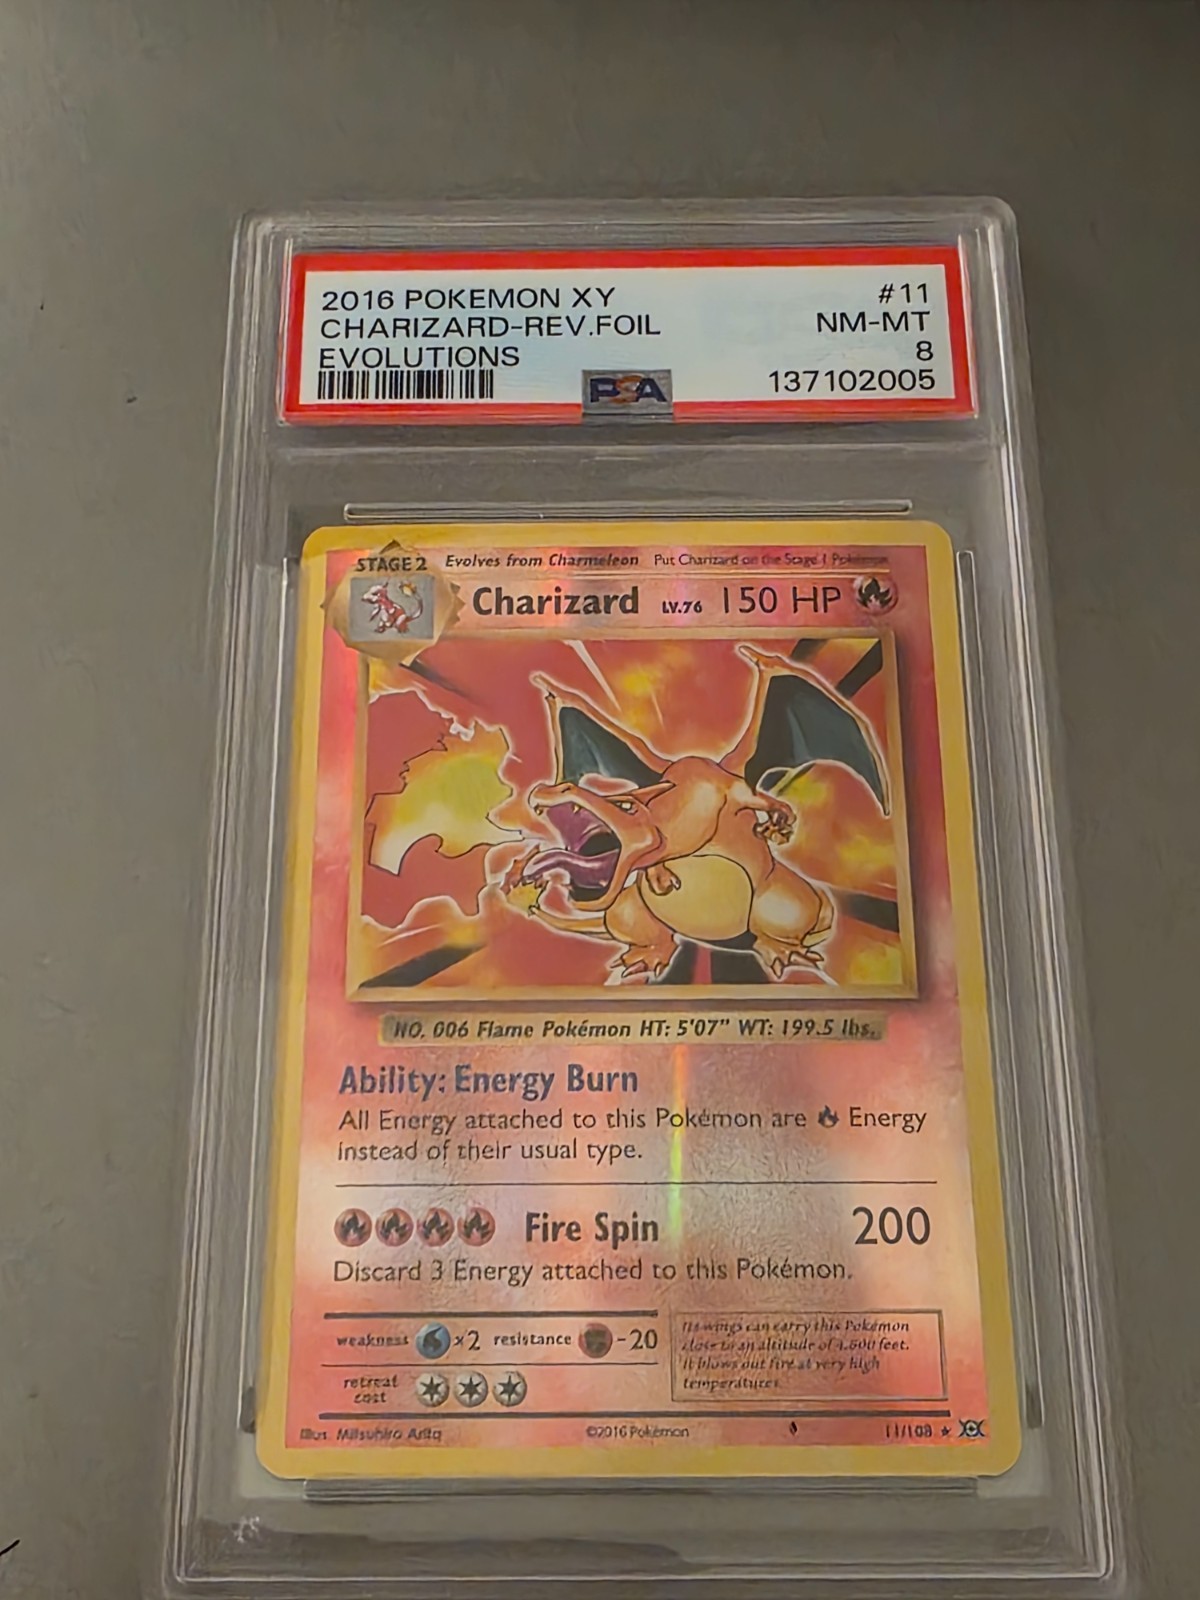 2016 POKEMON XY #11
CHARIZARD-REV.FOIL NM-MT
EVOLUTIONS 8
PSA 137102005
STAGE 2 Evolves from Charmeleon Put Charizard on the Stage 1 Pokémon
Charizard LV.76 150 HP
NO. 006 Flame Pokémon HT: 5'07" WT: 199.5 lbs.
Ability: Energy Burn
All Energy attached to this Pokémon are Energy
instead of their usual type.
Fire Spin 200
Discard 3 Energy attached to this Pokémon.
weakness ×2 resistance -20
retreat
cost
Its wings can carry this Pokémon
close to an altitude of 4,600 feet.
It blows out fire at very high
temperatures.
Illus. Mitsuhiro Arita ©2016 Pokémon 11/108 ★